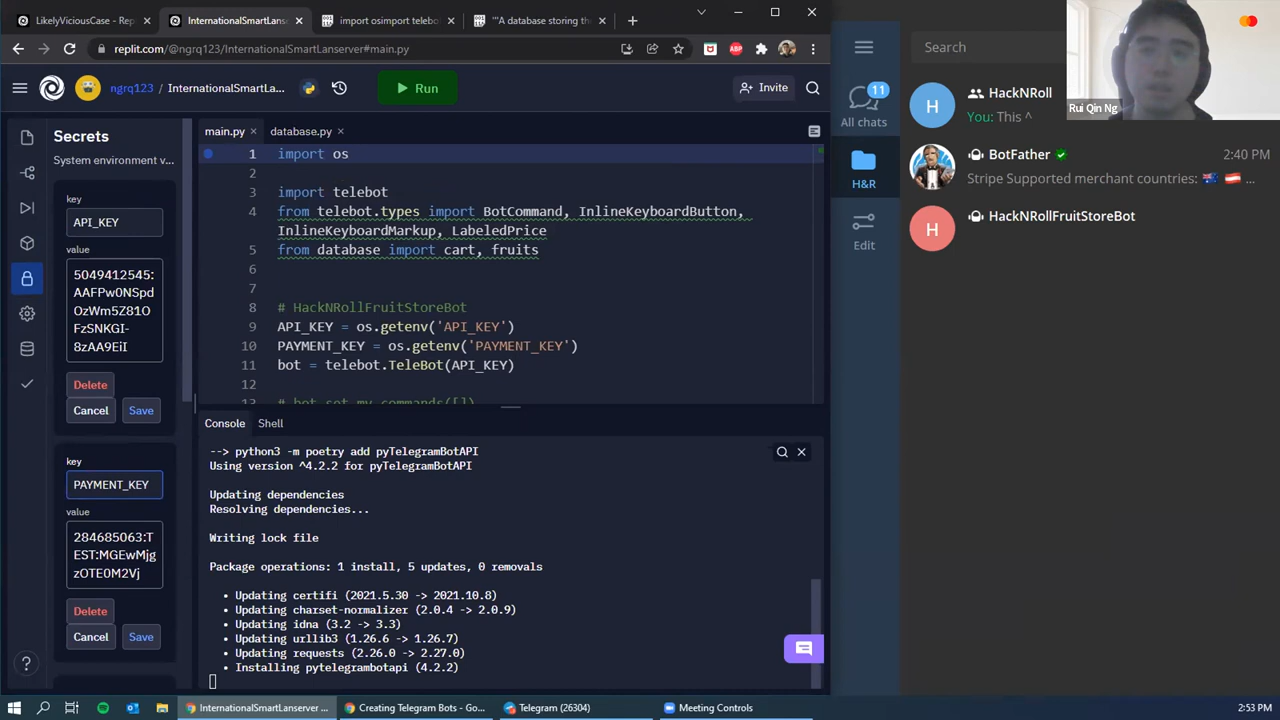 LikelyViciousCase - Repl
InternationalSmartLanserver
import osimport telebo
"'A database storing the
replit.com/@ngrq123/InternationalSmartLanserver#main.py
ngrq123 / InternationalSmartLa...
Run
Invite
Secrets
System environment v...
key
API_KEY
value
5049412545:
AAFPw0NSpd
OzWm5Z81O
FzSNKGI-
8zAA9EiI
Delete
Cancel
Save
key
PAYMENT_KEY
value
284685063:T
EST:MGEwMjg
zOTE0M2Vj
Delete
Cancel
Save
main.py
database.py
1 import os
2
3 import telebot
4 from telebot.types import BotCommand, InlineKeyboardButton,
InlineKeyboardMarkup, LabeledPrice
5 from database import cart, fruits
6
7
8 # HackNRollFruitStoreBot
9 API_KEY = os.getenv('API_KEY')
10 PAYMENT_KEY = os.getenv('PAYMENT_KEY')
11 bot = telebot.TeleBot(API_KEY)
12
13 # bot.set_my_commands([])
Console
Shell
--> python3 -m poetry add pyTelegramBotAPI
Using version ^4.2.2 for pyTelegramBotAPI
Updating dependencies
Resolving dependencies...
Writing lock file
Package operations: 1 install, 5 updates, 0 removals
• Updating certifi (2021.5.30 -> 2021.10.8)
• Updating charset-normalizer (2.0.4 -> 2.0.9)
• Updating idna (3.2 -> 3.3)
• Updating urllib3 (1.26.6 -> 1.26.7)
• Updating requests (2.26.0 -> 2.27.0)
• Installing pytelegrambotapi (4.2.2)
Search
11
All chats
H&R
Edit
H
HackNRoll
You: This ^
BotFather
2:40 PM
Stripe Supported merchant countries: ...
H
HackNRollFruitStoreBot
Rui Qin Ng
InternationalSmartLanserver ...
Creating Telegram Bots - Go...
Telegram (26304)
Meeting Controls
2:53 PM